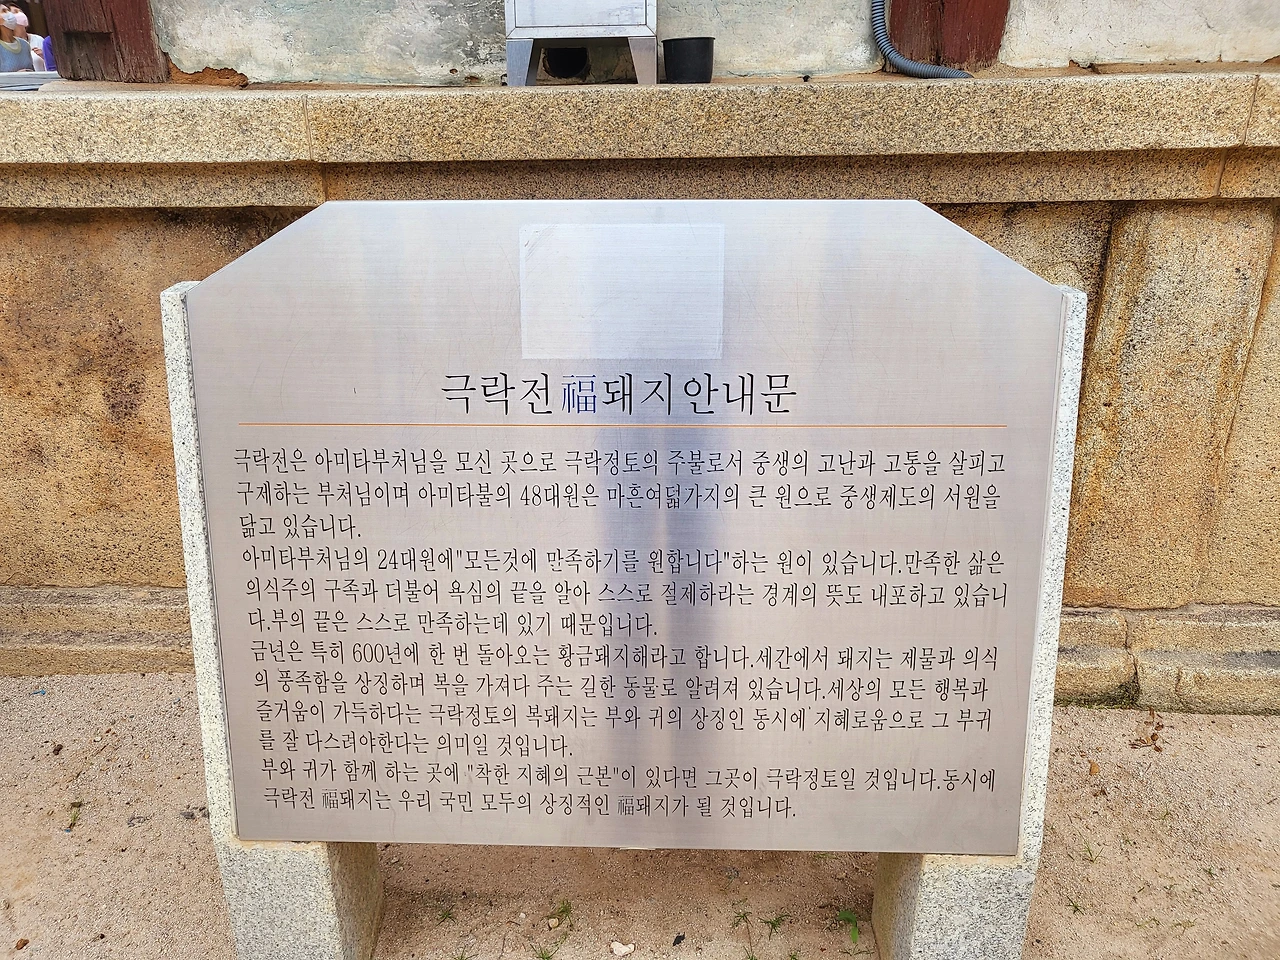 극락전福돼지안내문
극락전은 아미타부처님을 모신 곳으로 극락정토의 주불로서 중생의 고난과 고통을 살피고
구제하는 부처님이며 아미타불의 48대원은 마흔여덟가지의 큰 원으로 중생제도의 서원을
닮고 있습니다.
아미타부처님의 24대원에"모든것에 만족하기를 원합니다"하는 원이 있습니다.만족한 삶은
의식주의 구족과 더불어 욕심의 끝을 알아 스스로 절제하라는 경계의 뜻도 내포하고 있습니
다.부의 끝은 스스로 만족하는데 있기 때문입니다.
금년은 특히 600년에 한 번 돌아오는 황금돼지해라고 합니다.세간에서 돼지는 제물과 의식
의 풍족함을 상징하며 복을 가져다 주는 길한 동물로 알려져 있습니다.세상의 모든 행복과
즐거움이 가득하다는 극락정토의 복돼지는 부와 귀의 상징인 동시에 지혜로움으로 그 부귀
를 잘 다스려야한다는 의미일 것입니다.
부와 귀가 함께 하는 곳에 "착한 지혜의 근본"이 있다면 그곳이 극락정토일 것입니다.동시에
극락전 福돼지는 우리 국민 모두의 상징적인 福돼지가 될 것입니다.